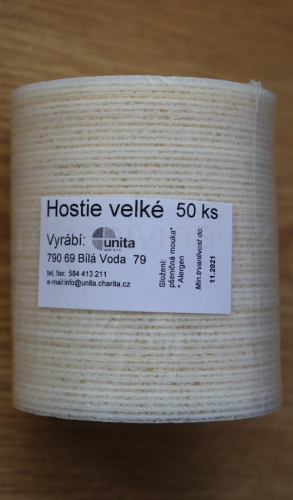 Hostie velké 50 ks
Vyrábí: unita
790 69 Bílá Voda 79
tel, fax: 584 413 211
e-mail:info@unita.charita.cz
Složení:
pšeničná mouka*
* Alergen
Min.trvanlivost do:
11.2021